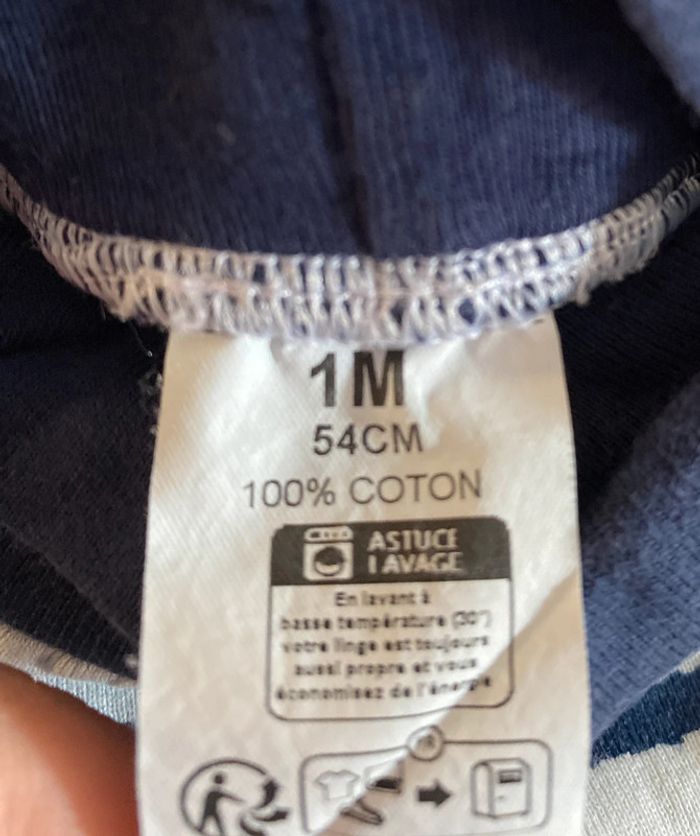 1M
54CM
100% COTON
ASTUCE
LAVAGE
En lavant à
basse température (30°)
votre linge est toujours
aussi propre et vous
économisez de l'énergie
FR